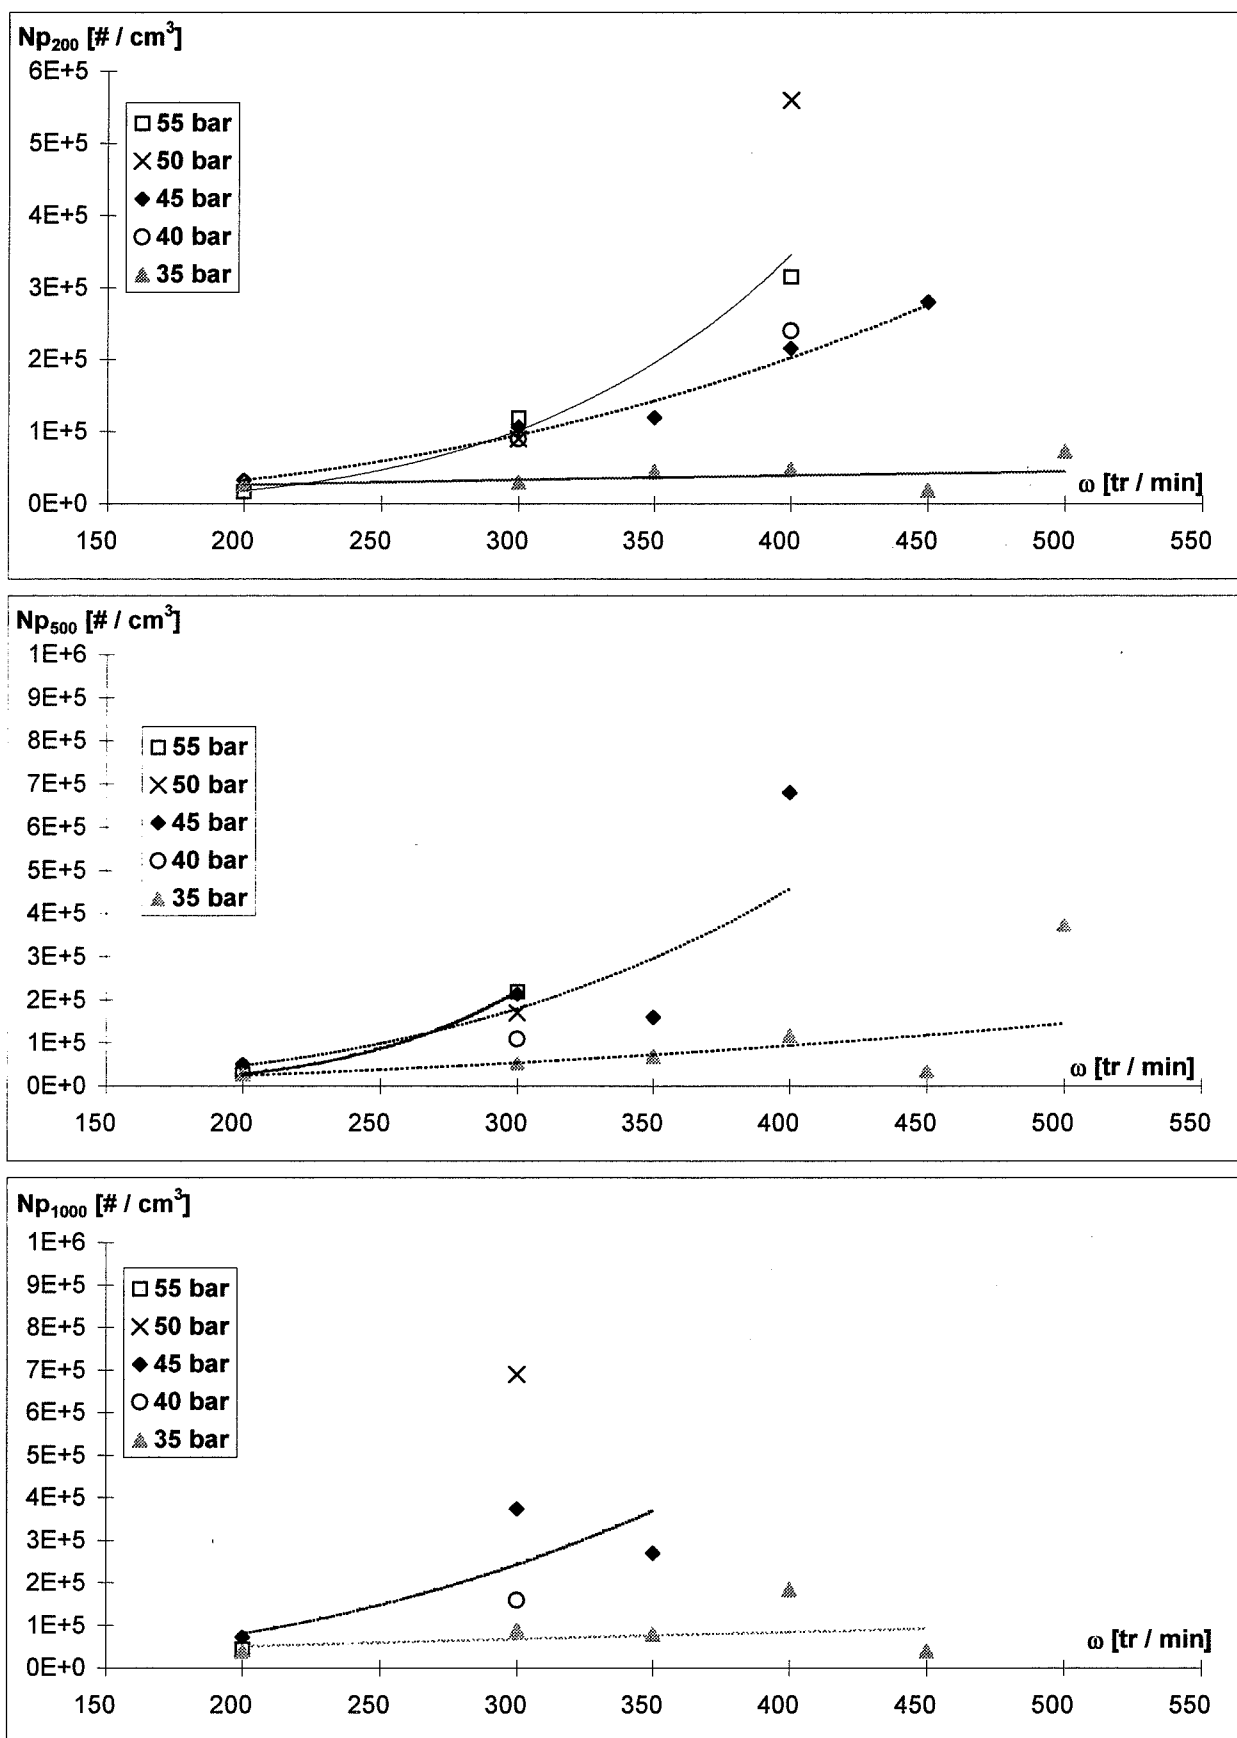 Np200 [# / cm3]
6E+5
5E+5
4E+5
3E+5
2E+5
1E+5
0E+0
55 bar
50 bar
45 bar
40 bar
35 bar
ω [tr / min]
150 200 250 300 350 400 450 500 550
Np500 [# / cm3]
1E+6
9E+5
8E+5
7E+5
6E+5
5E+5
4E+5
3E+5
2E+5
1E+5
0E+0
55 bar
50 bar
45 bar
40 bar
35 bar
ω [tr / min]
150 200 250 300 350 400 450 500 550
Np1000 [# / cm3]
1E+6
9E+5
8E+5
7E+5
6E+5
5E+5
4E+5
3E+5
2E+5
1E+5
0E+0
55 bar
50 bar
45 bar
40 bar
35 bar
ω [tr / min]
150 200 250 300 350 400 450 500 550